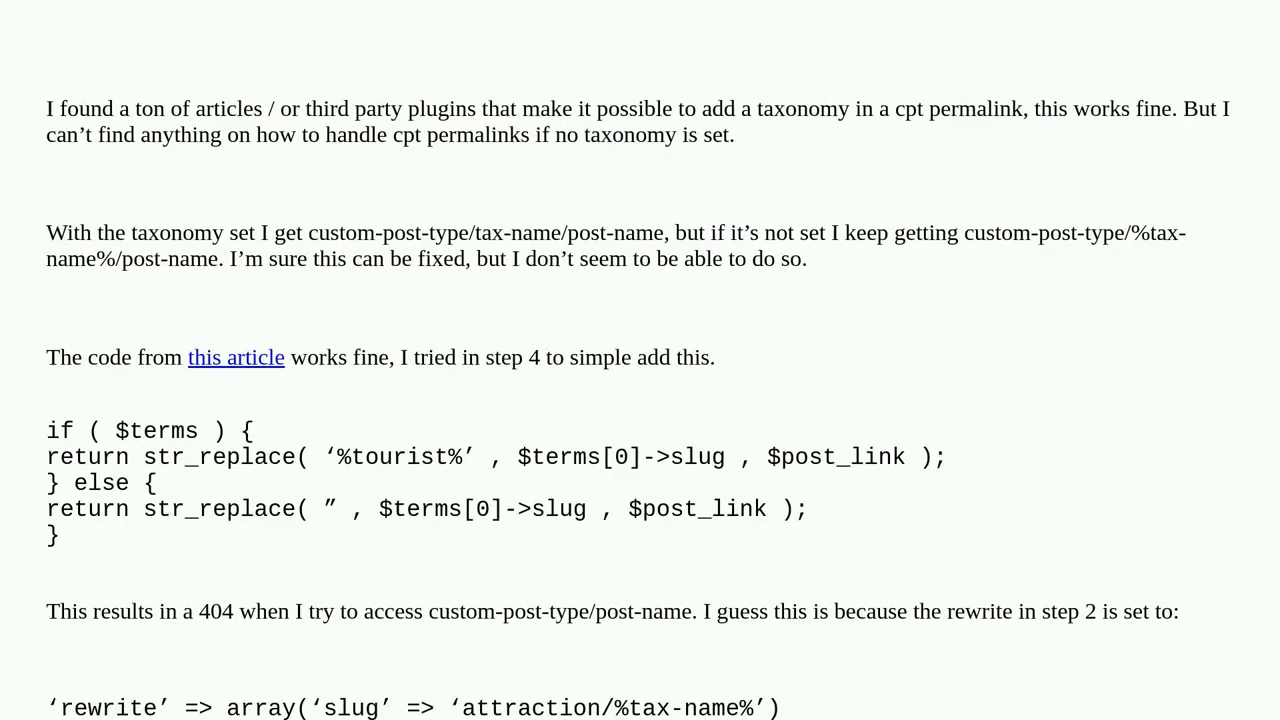 I found a ton of articles / or third party plugins that make it possible to add a taxonomy in a cpt permalink, this works fine. But I
can’t find anything on how to handle cpt permalinks if no taxonomy is set.
With the taxonomy set I get custom-post-type/tax-name/post-name, but if it’s not set I keep getting custom-post-type/%tax-
name%/post-name. I’m sure this can be fixed, but I don’t seem to be able to do so.
The code from this article works fine, I tried in step 4 to simple add this.
if ( $terms ) {
return str_replace( ‘%tourist%’ , $terms[0]->slug , $post_link );
} else {
return str_replace( ” , $terms[0]->slug , $post_link );
}
This results in a 404 when I try to access custom-post-type/post-name. I guess this is because the rewrite in step 2 is set to:
‘rewrite’ => array(‘slug’ => ‘attraction/%tax-name%’)